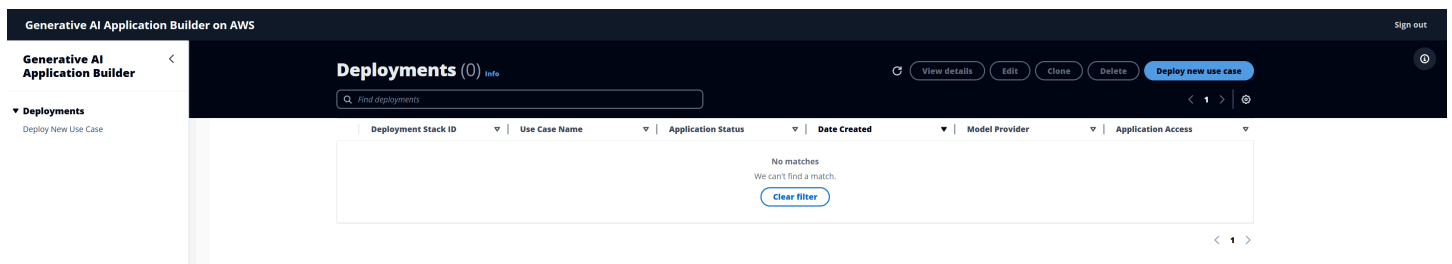 Generative AI Application Builder on AWS
Sign out
Generative AI
Application Builder
Deployments
Deploy New Use Case
Deployments (0) Info
View details
Edit
Clone
Delete
Deploy new use case
Find deployments
1
Deployment Stack ID
Use Case Name
Application Status
Date Created
Model Provider
Application Access
No matches
We can't find a match.
Clear filter
1